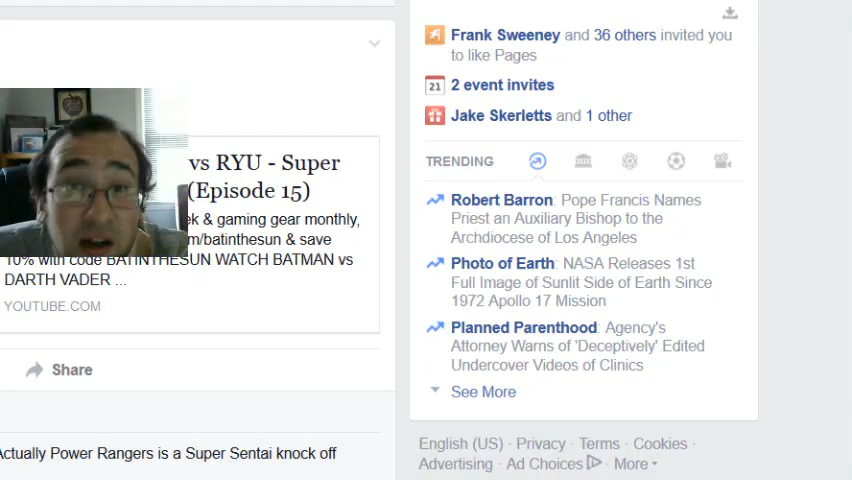 vs RYU - Super
(Episode 15)
& gaming gear monthly,
m/batinthesun & save
10% with code BATINTHESUN WATCH BATMAN vs
DARTH VADER ...
YOUTUBE.COM
Share
Actually Power Rangers is a Super Sentai knock off
Frank Sweeney and 36 others invited you
to like Pages
21
2 event invites
Jake Skerletts and 1 other
TRENDING
Robert Barron: Pope Francis Names
Priest an Auxiliary Bishop to the
Archdiocese of Los Angeles
Photo of Earth: NASA Releases 1st
Full Image of Sunlit Side of Earth Since
1972 Apollo 17 Mission
Planned Parenthood: Agency's
Attorney Warns of 'Deceptively' Edited
Undercover Videos of Clinics
See More
English (US) · Privacy · Terms · Cookies ·
Advertising · Ad Choices · More